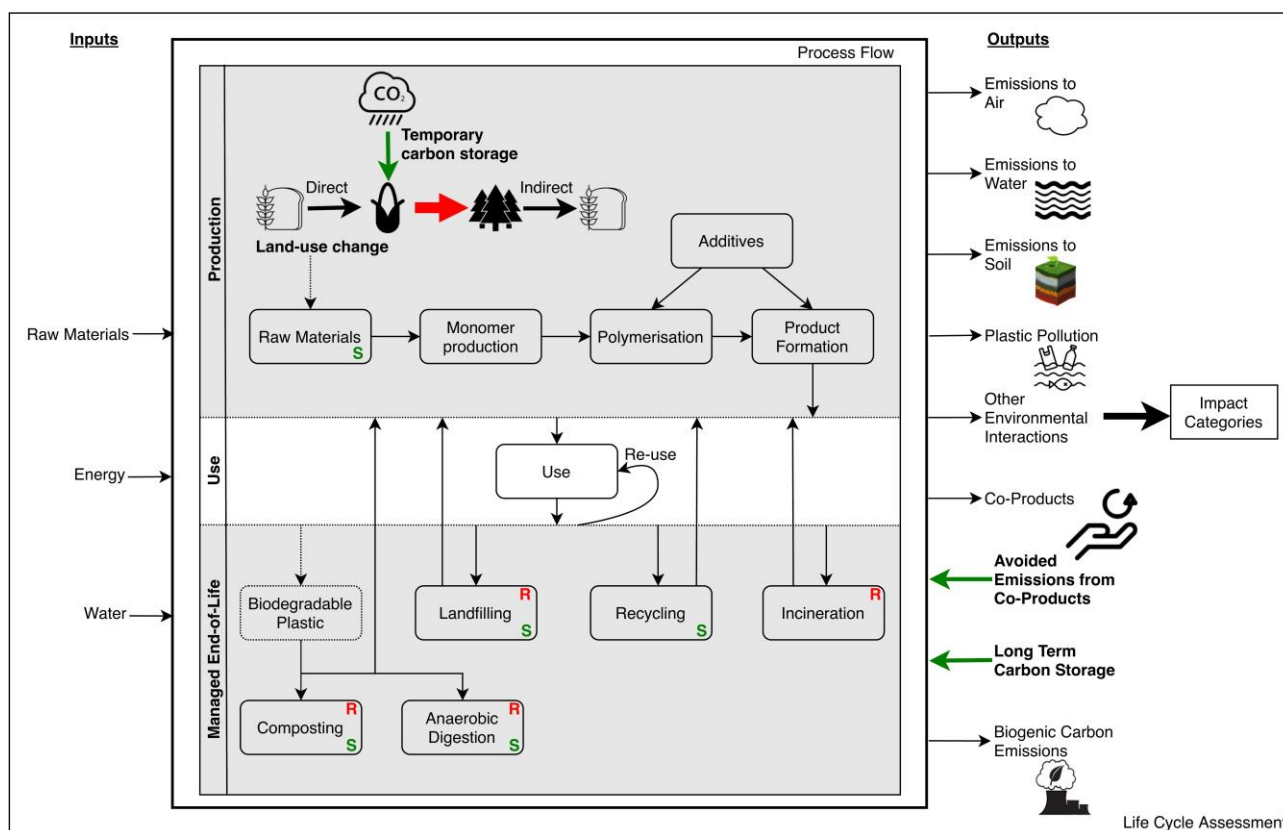 Inputs
Outputs
Process Flow
Production
CO₂
Temporary
carbon storage
Direct
Indirect
Land-use change
Additives
Raw Materials
S
Monomer
production
Polymerisation
Product
Formation
Use
Use
Re-use
Managed End-of-Life
Biodegradable
Plastic
Landfilling
R
S
Recycling
S
Incineration
R
Composting
R
S
Anaerobic
Digestion
R
S
Raw Materials
Energy
Water
Emissions to
Air
Emissions to
Water
Emissions to
Soil
Plastic Pollution
Other
Environmental
Interactions
Impact
Categories
Co-Products
Avoided
Emissions from
Co-Products
Long Term
Carbon Storage
Biogenic Carbon
Emissions
Life Cycle Assessment